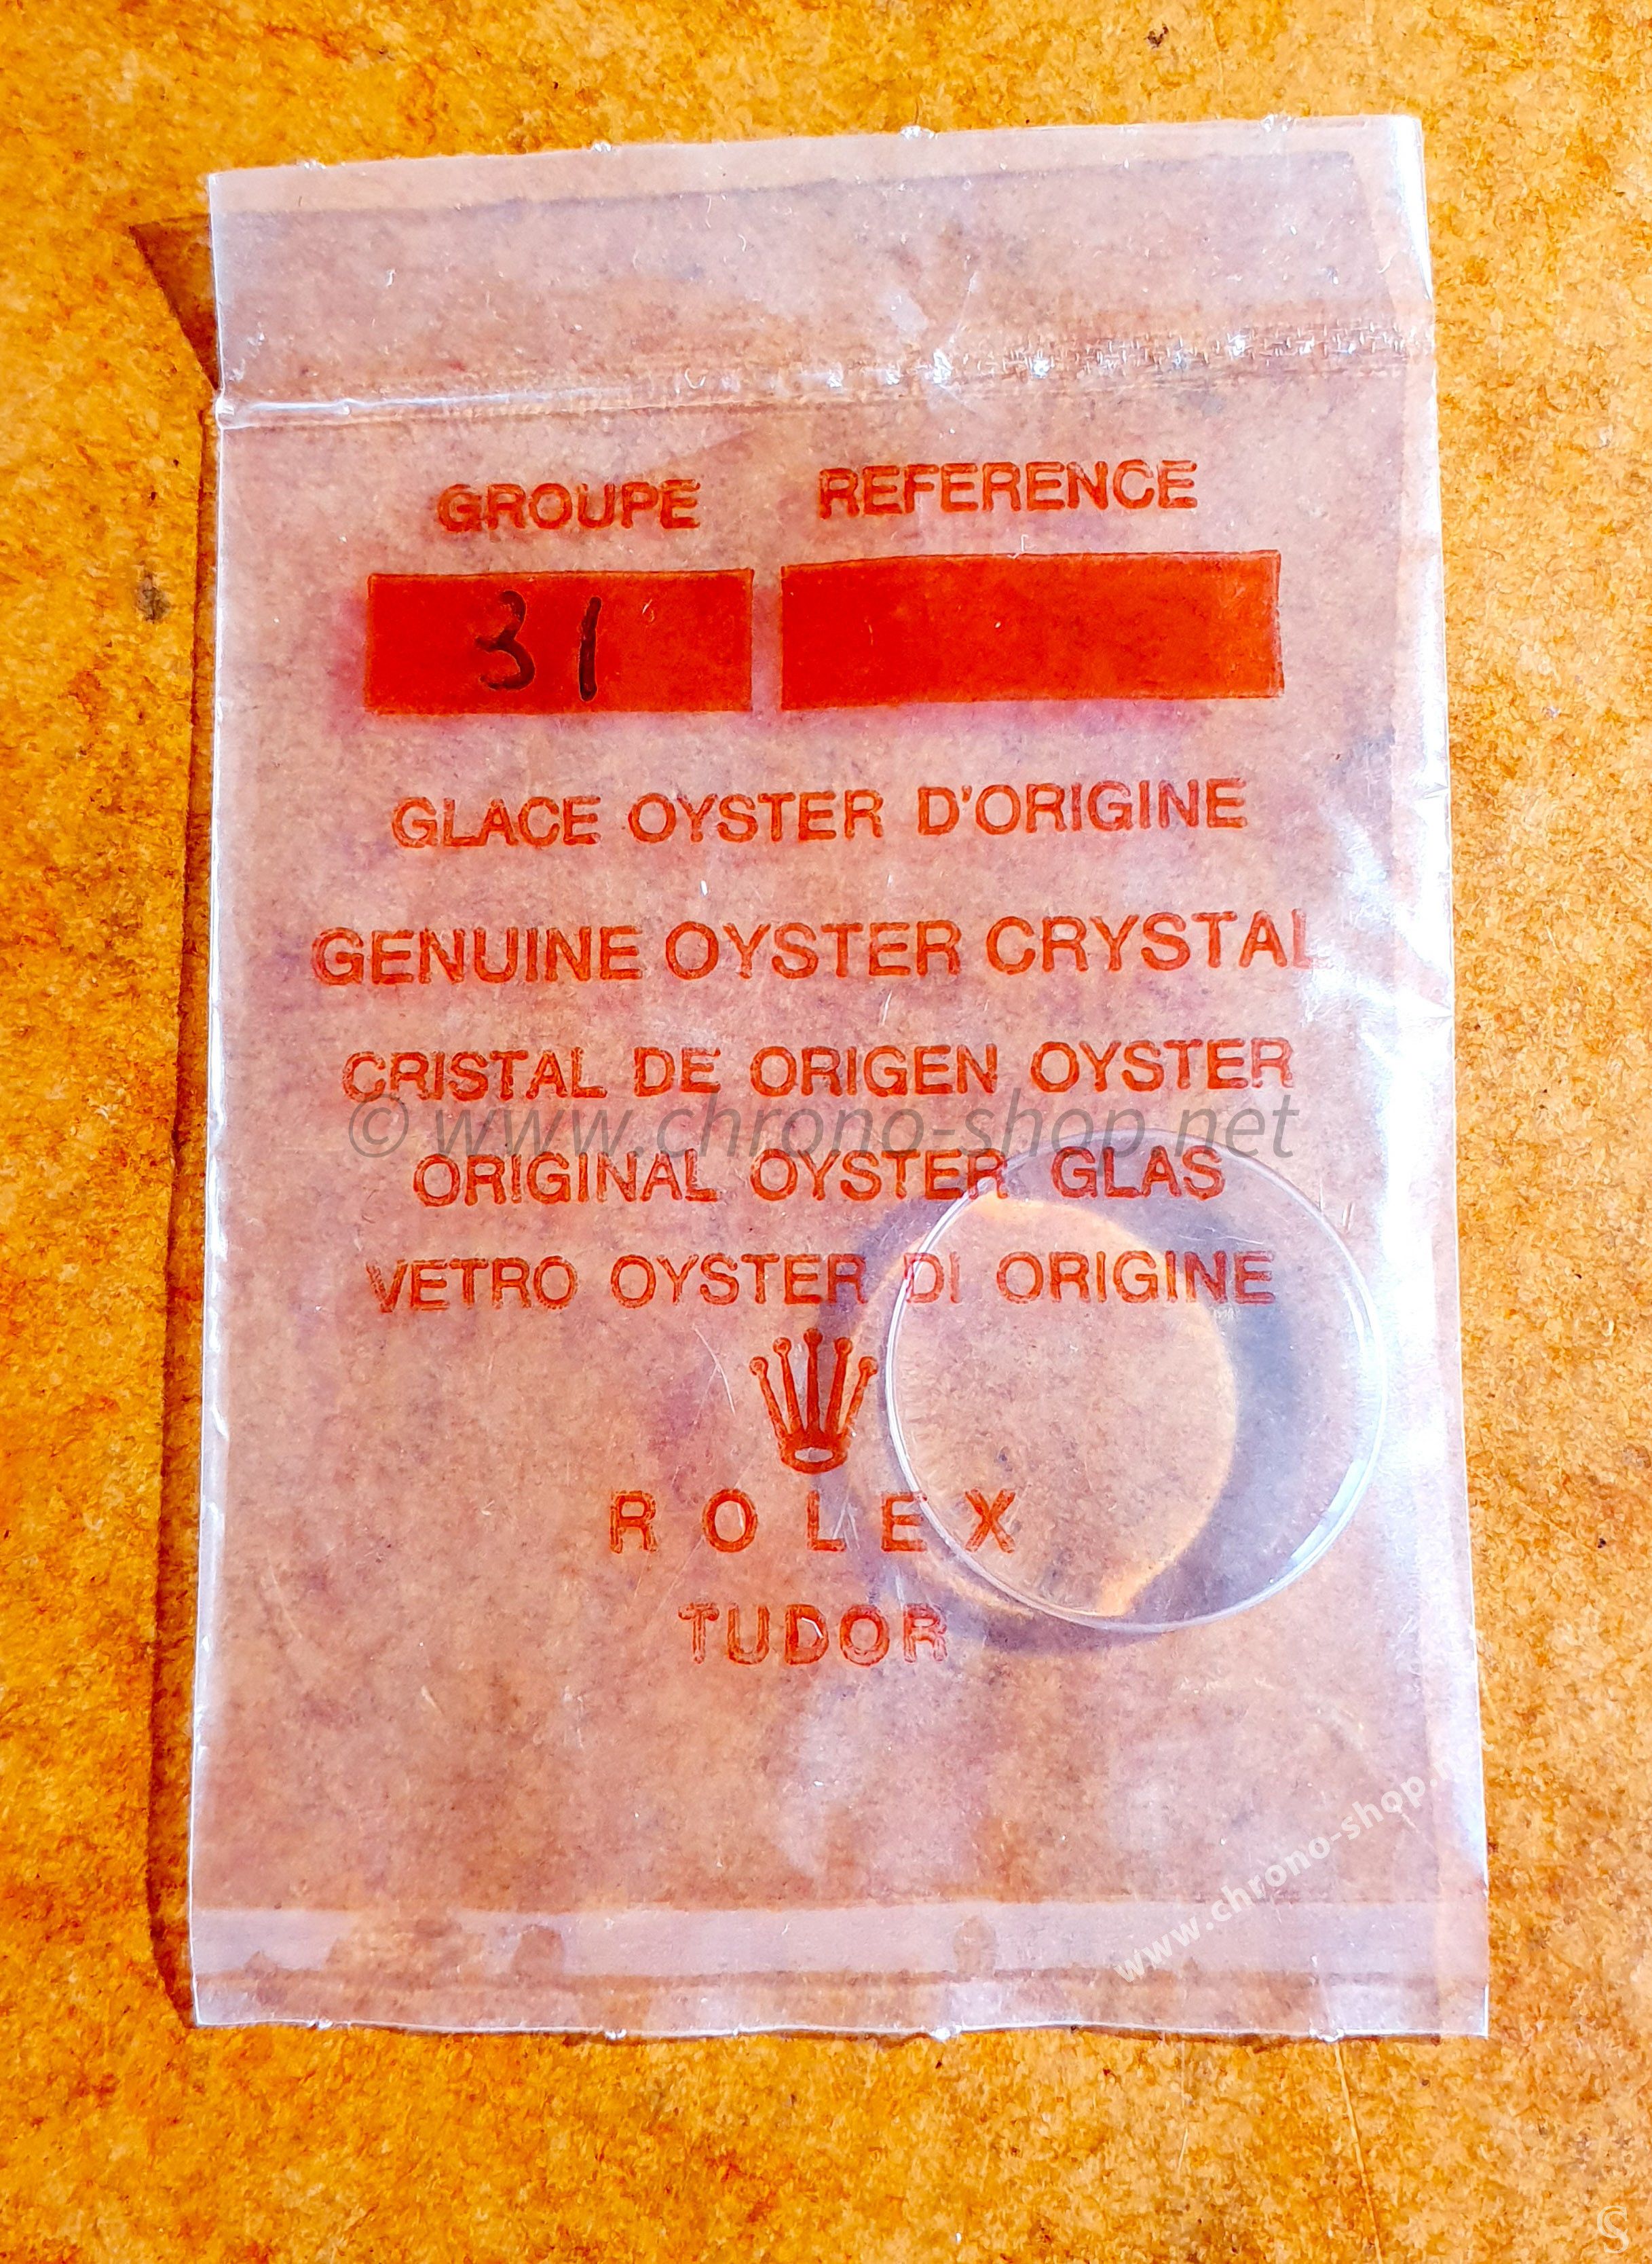 GROUPE REFERENCE
31
GLACE OYSTER D'ORIGINE
GENUINE OYSTER CRYSTAL
CRISTAL DE ORIGEN OYSTER
© www.chrono-shop.net
ORIGINAL OYSTER GLAS
VETRO OYSTER DI ORIGINE
ROLEX
TUDOR
www.chrono-shop.n